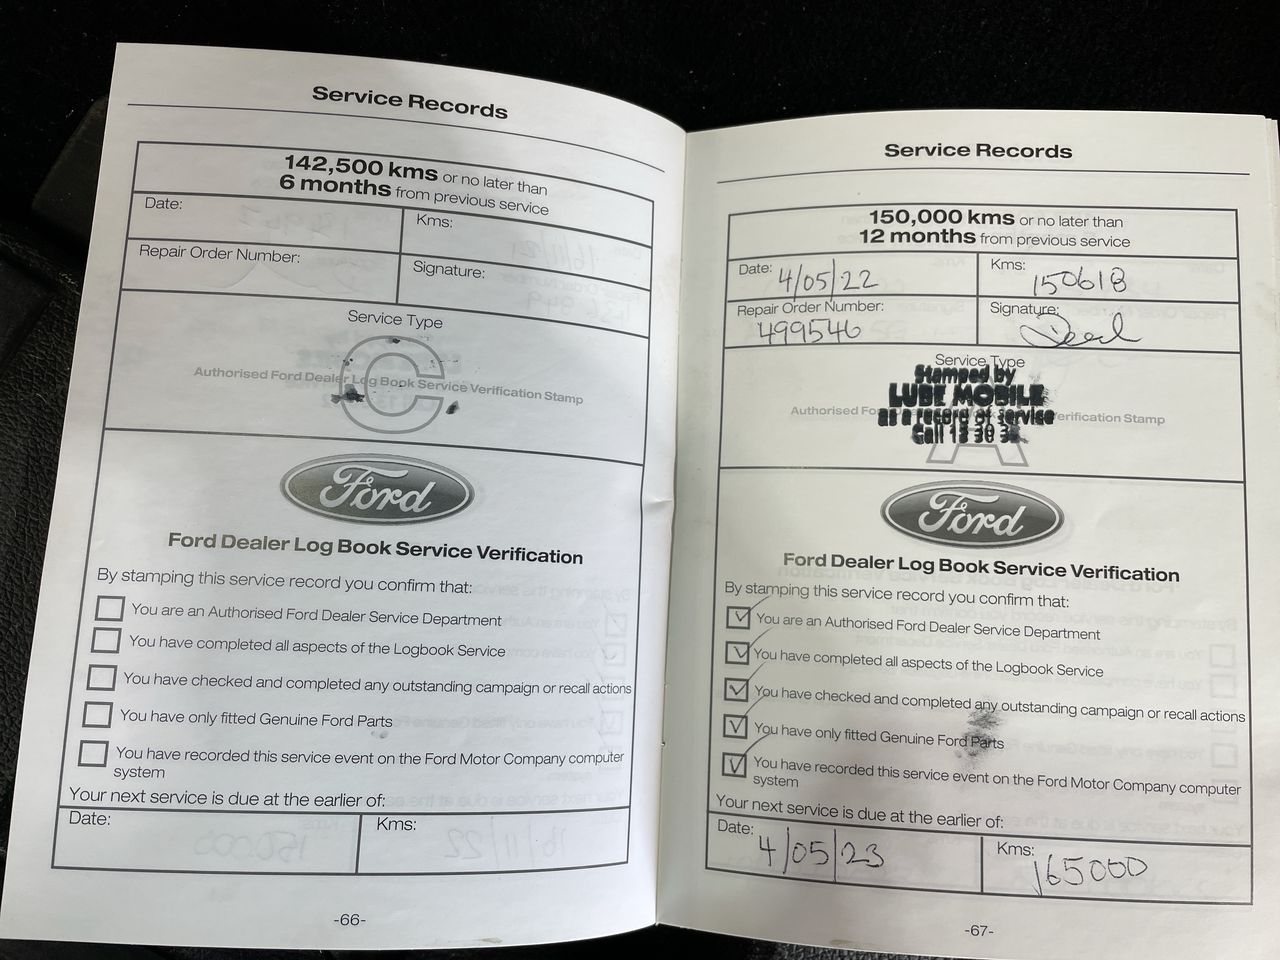 Service Records
142,500 kms or no later than
6 months from previous service
Date:
Kms:
Repair Order Number:
Signature:
Service Type
C
Authorised Ford Dealer Log Book Service Verification Stamp
Ford
Ford Dealer Log Book Service Verification
By stamping this service record you confirm that:
You are an Authorised Ford Dealer Service Department
You have completed all aspects of the Logbook Service
You have checked and completed any outstanding campaign or recall actions
You have only fitted Genuine Ford Parts
You have recorded this service event on the Ford Motor Company computer
system
Your next service is due at the earlier of:
Date:
Kms:
-66-
Service Records
150,000 kms or no later than
12 months from previous service
Date: 4/05/22
Kms: 150618
Repair Order Number:
499546
Signature:
Service Type
Stamped by
LUBE MOBILE
as a record of service
Call 13 30 3
Authorised Fo
erification Stamp
A
Ford
Ford Dealer Log Book Service Verification
By stamping this service record you confirm that:
You are an Authorised Ford Dealer Service Department
You have completed all aspects of the Logbook Service
You have checked and completed any outstanding campaign or recall actions
You have only fitted Genuine Ford Parts
You have recorded this service event on the Ford Motor Company computer
system
Your next service is due at the earlier of:
Date: 4/05/23
Kms: 165000
-67-